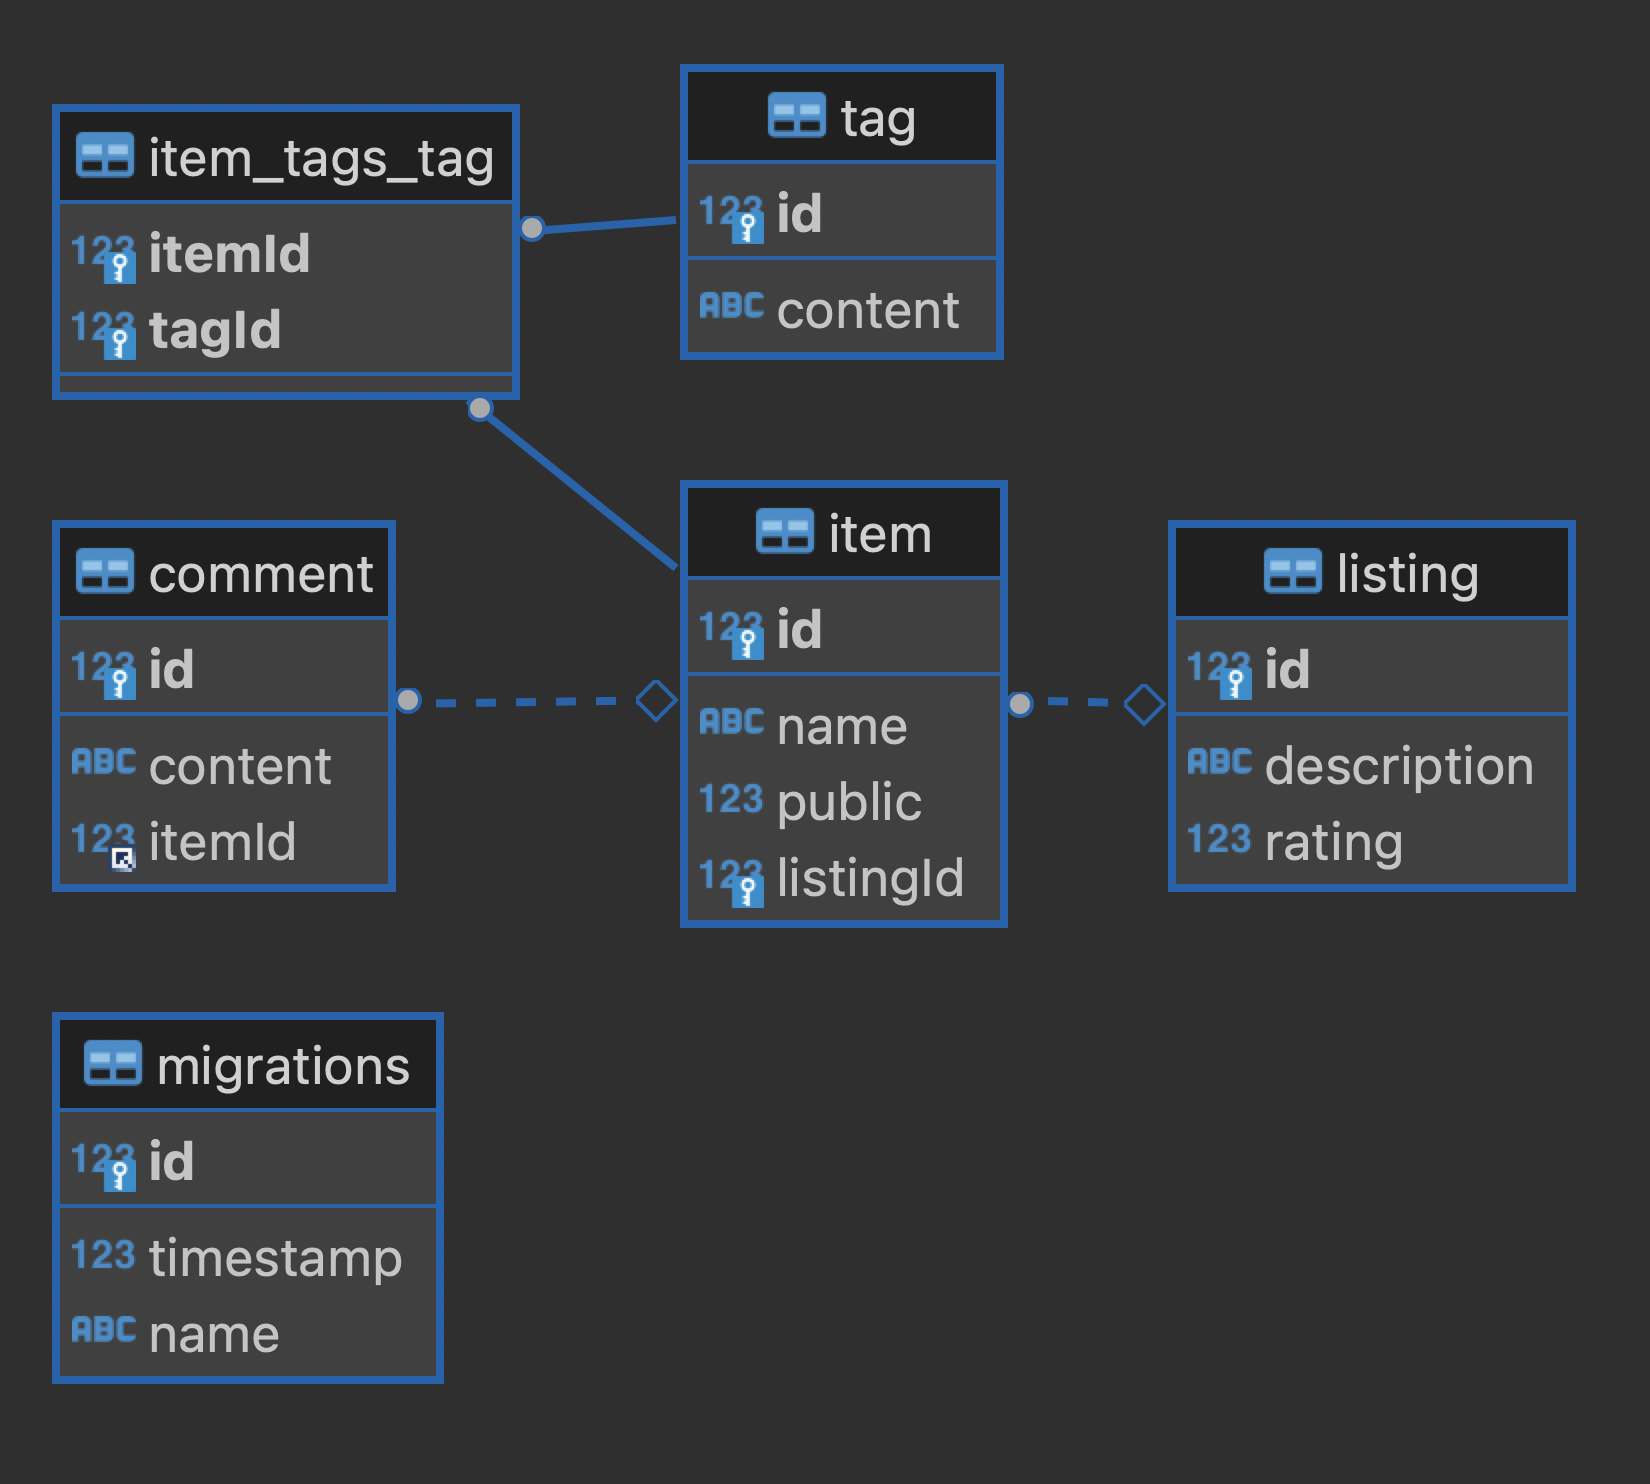 item_tags_tag
123 itemId
123 tagId
tag
123 id
ABC content
comment
123 id
ABC content
123 itemId
item
123 id
ABC name
123 public
123 listingId
listing
123 id
ABC description
123 rating
migrations
123 id
123 timestamp
ABC name